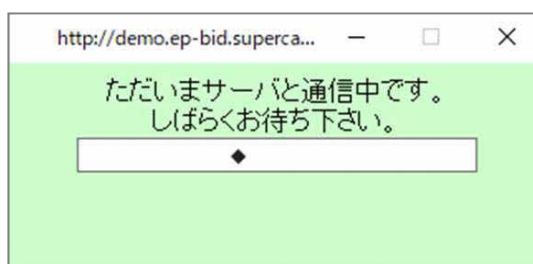 http://demo.ep-bid.superca...
ただいまサーバと通信中です。
しばらくお待ち下さい。